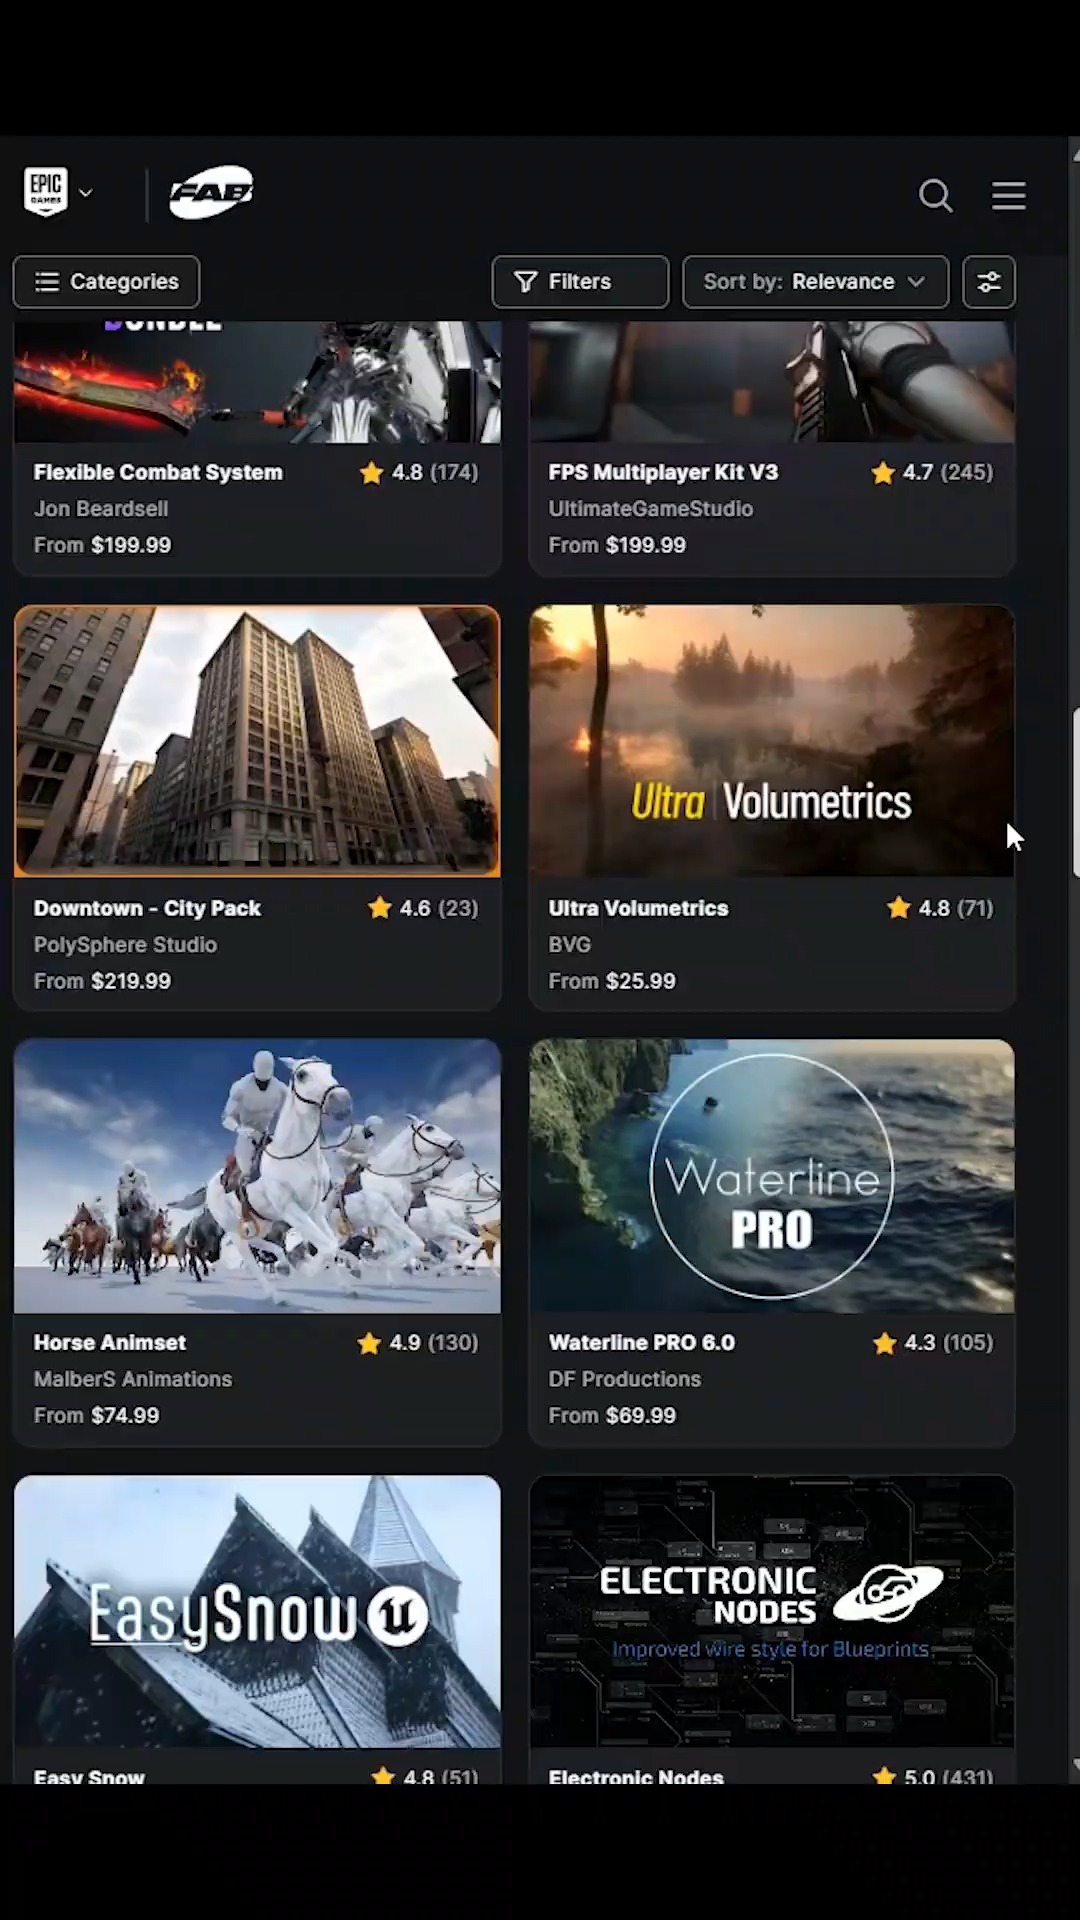 EPIC
GAMES
FAB
Categories
Filters
Sort by: Relevance
BUNDLE
Flexible Combat System
4.8 (174)
Jon Beardsell
From $199.99
FPS Multiplayer Kit V3
4.7 (245)
UltimateGameStudio
From $199.99
Downtown - City Pack
4.6 (23)
PolySphere Studio
From $219.99
Ultra Volumetrics
Ultra Volumetrics
4.8 (71)
BVG
From $25.99
Horse Animset
4.9 (130)
MalberS Animations
From $74.99
Waterline
PRO
Waterline PRO 6.0
4.3 (105)
DF Productions
From $69.99
EasySnow
Easy Snow
4.8 (51)
ELECTRONIC
NODES
Improved wire style for Blueprints
Electronic Nodes
5.0 (431)